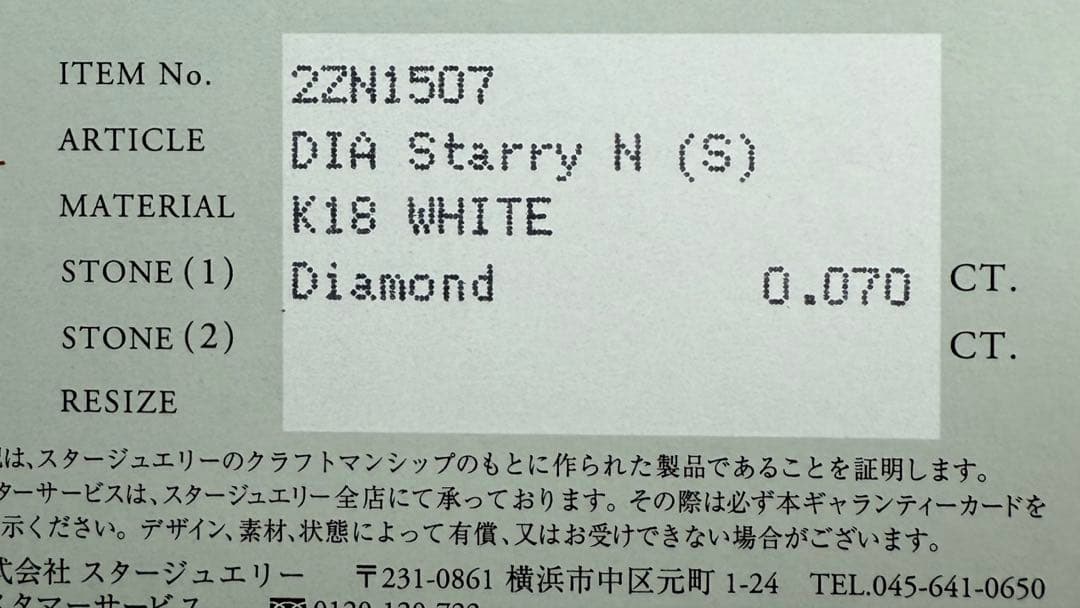 ITEM No. 2ZN1507
ARTICLE DIA Starry N (S)
MATERIAL K18 WHITE
STONE (1) Diamond 0.070 CT.
STONE (2) CT.
RESIZE
は、スタージュエリーのクラフトマンシップのもとに作られた製品であることを証明します。
ターサービスは、スタージュエリー全店にて承っております。その際は必ず本ギャランティーカードを
示ください。デザイン、素材、状態によって有償、又はお受けできない場合がございます。
式会社 スタージュエリー 〒231-0861 横浜市中区元町 1-24 TEL.045-641-0650
スタマーサービス